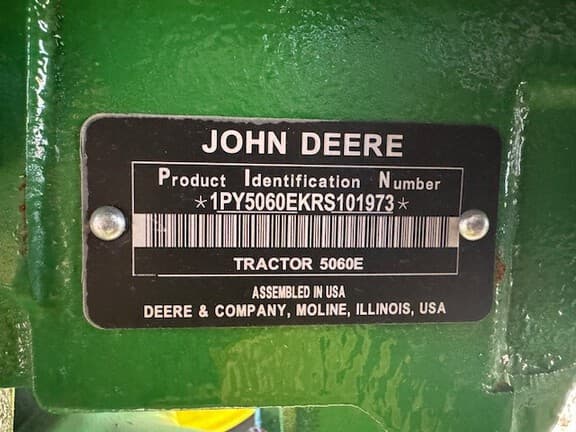 JOHN DEERE
Product Identification Number
*1PY5060EKRS101973*
TRACTOR 5060E
ASSEMBLED IN USA
DEERE & COMPANY, MOLINE, ILLINOIS, USA